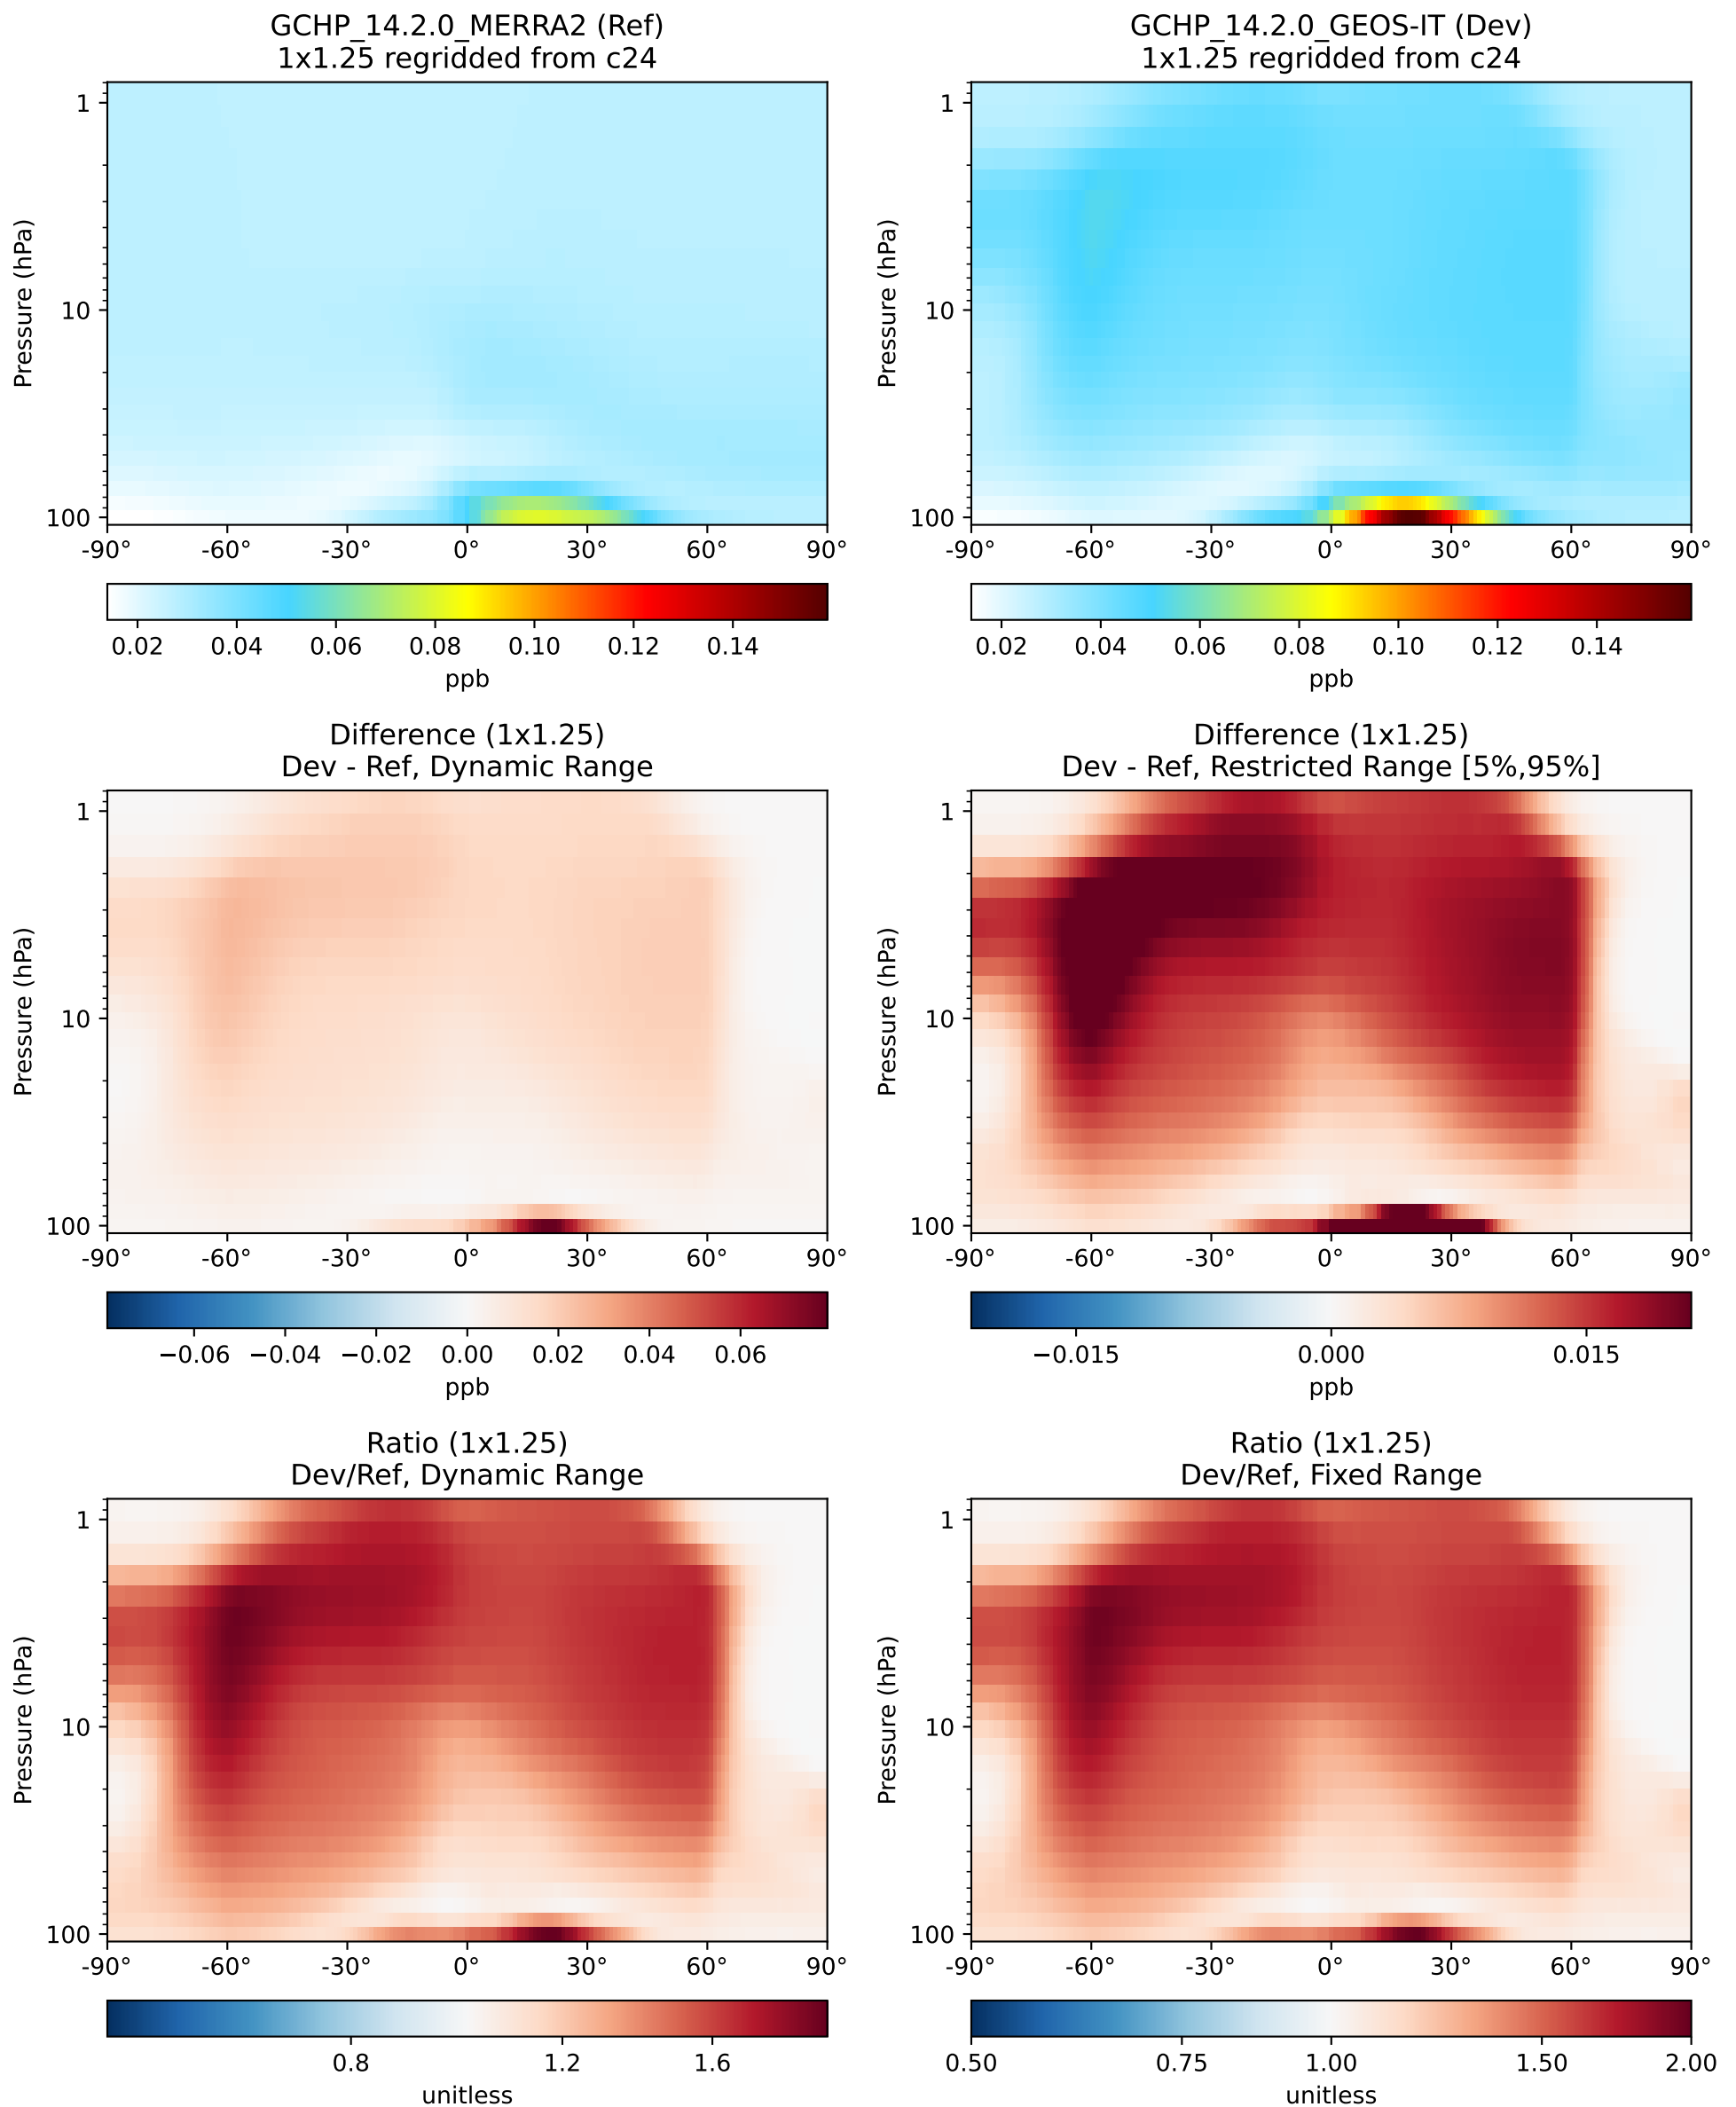 GCHP_14.2.0_MERRA2 (Ref)
1x1.25 regridded from c24
Pressure (hPa)
1
10
100
-90° -60° -30° 0° 30° 60° 90°
0.02 0.04 0.06 0.08 0.10 0.12 0.14
ppb
GCHP_14.2.0_GEOS-IT (Dev)
1x1.25 regridded from c24
Pressure (hPa)
1
10
100
-90° -60° -30° 0° 30° 60° 90°
0.02 0.04 0.06 0.08 0.10 0.12 0.14
ppb
Difference (1x1.25)
Dev - Ref, Dynamic Range
Pressure (hPa)
1
10
100
-90° -60° -30° 0° 30° 60° 90°
−0.06 −0.04 −0.02 0.00 0.02 0.04 0.06
ppb
Difference (1x1.25)
Dev - Ref, Restricted Range [5%,95%]
Pressure (hPa)
1
10
100
-90° -60° -30° 0° 30° 60° 90°
−0.015 0.000 0.015
ppb
Ratio (1x1.25)
Dev/Ref, Dynamic Range
Pressure (hPa)
1
10
100
-90° -60° -30° 0° 30° 60° 90°
0.8 1.2 1.6
unitless
Ratio (1x1.25)
Dev/Ref, Fixed Range
Pressure (hPa)
1
10
100
-90° -60° -30° 0° 30° 60° 90°
0.50 0.75 1.00 1.50 2.00
unitless